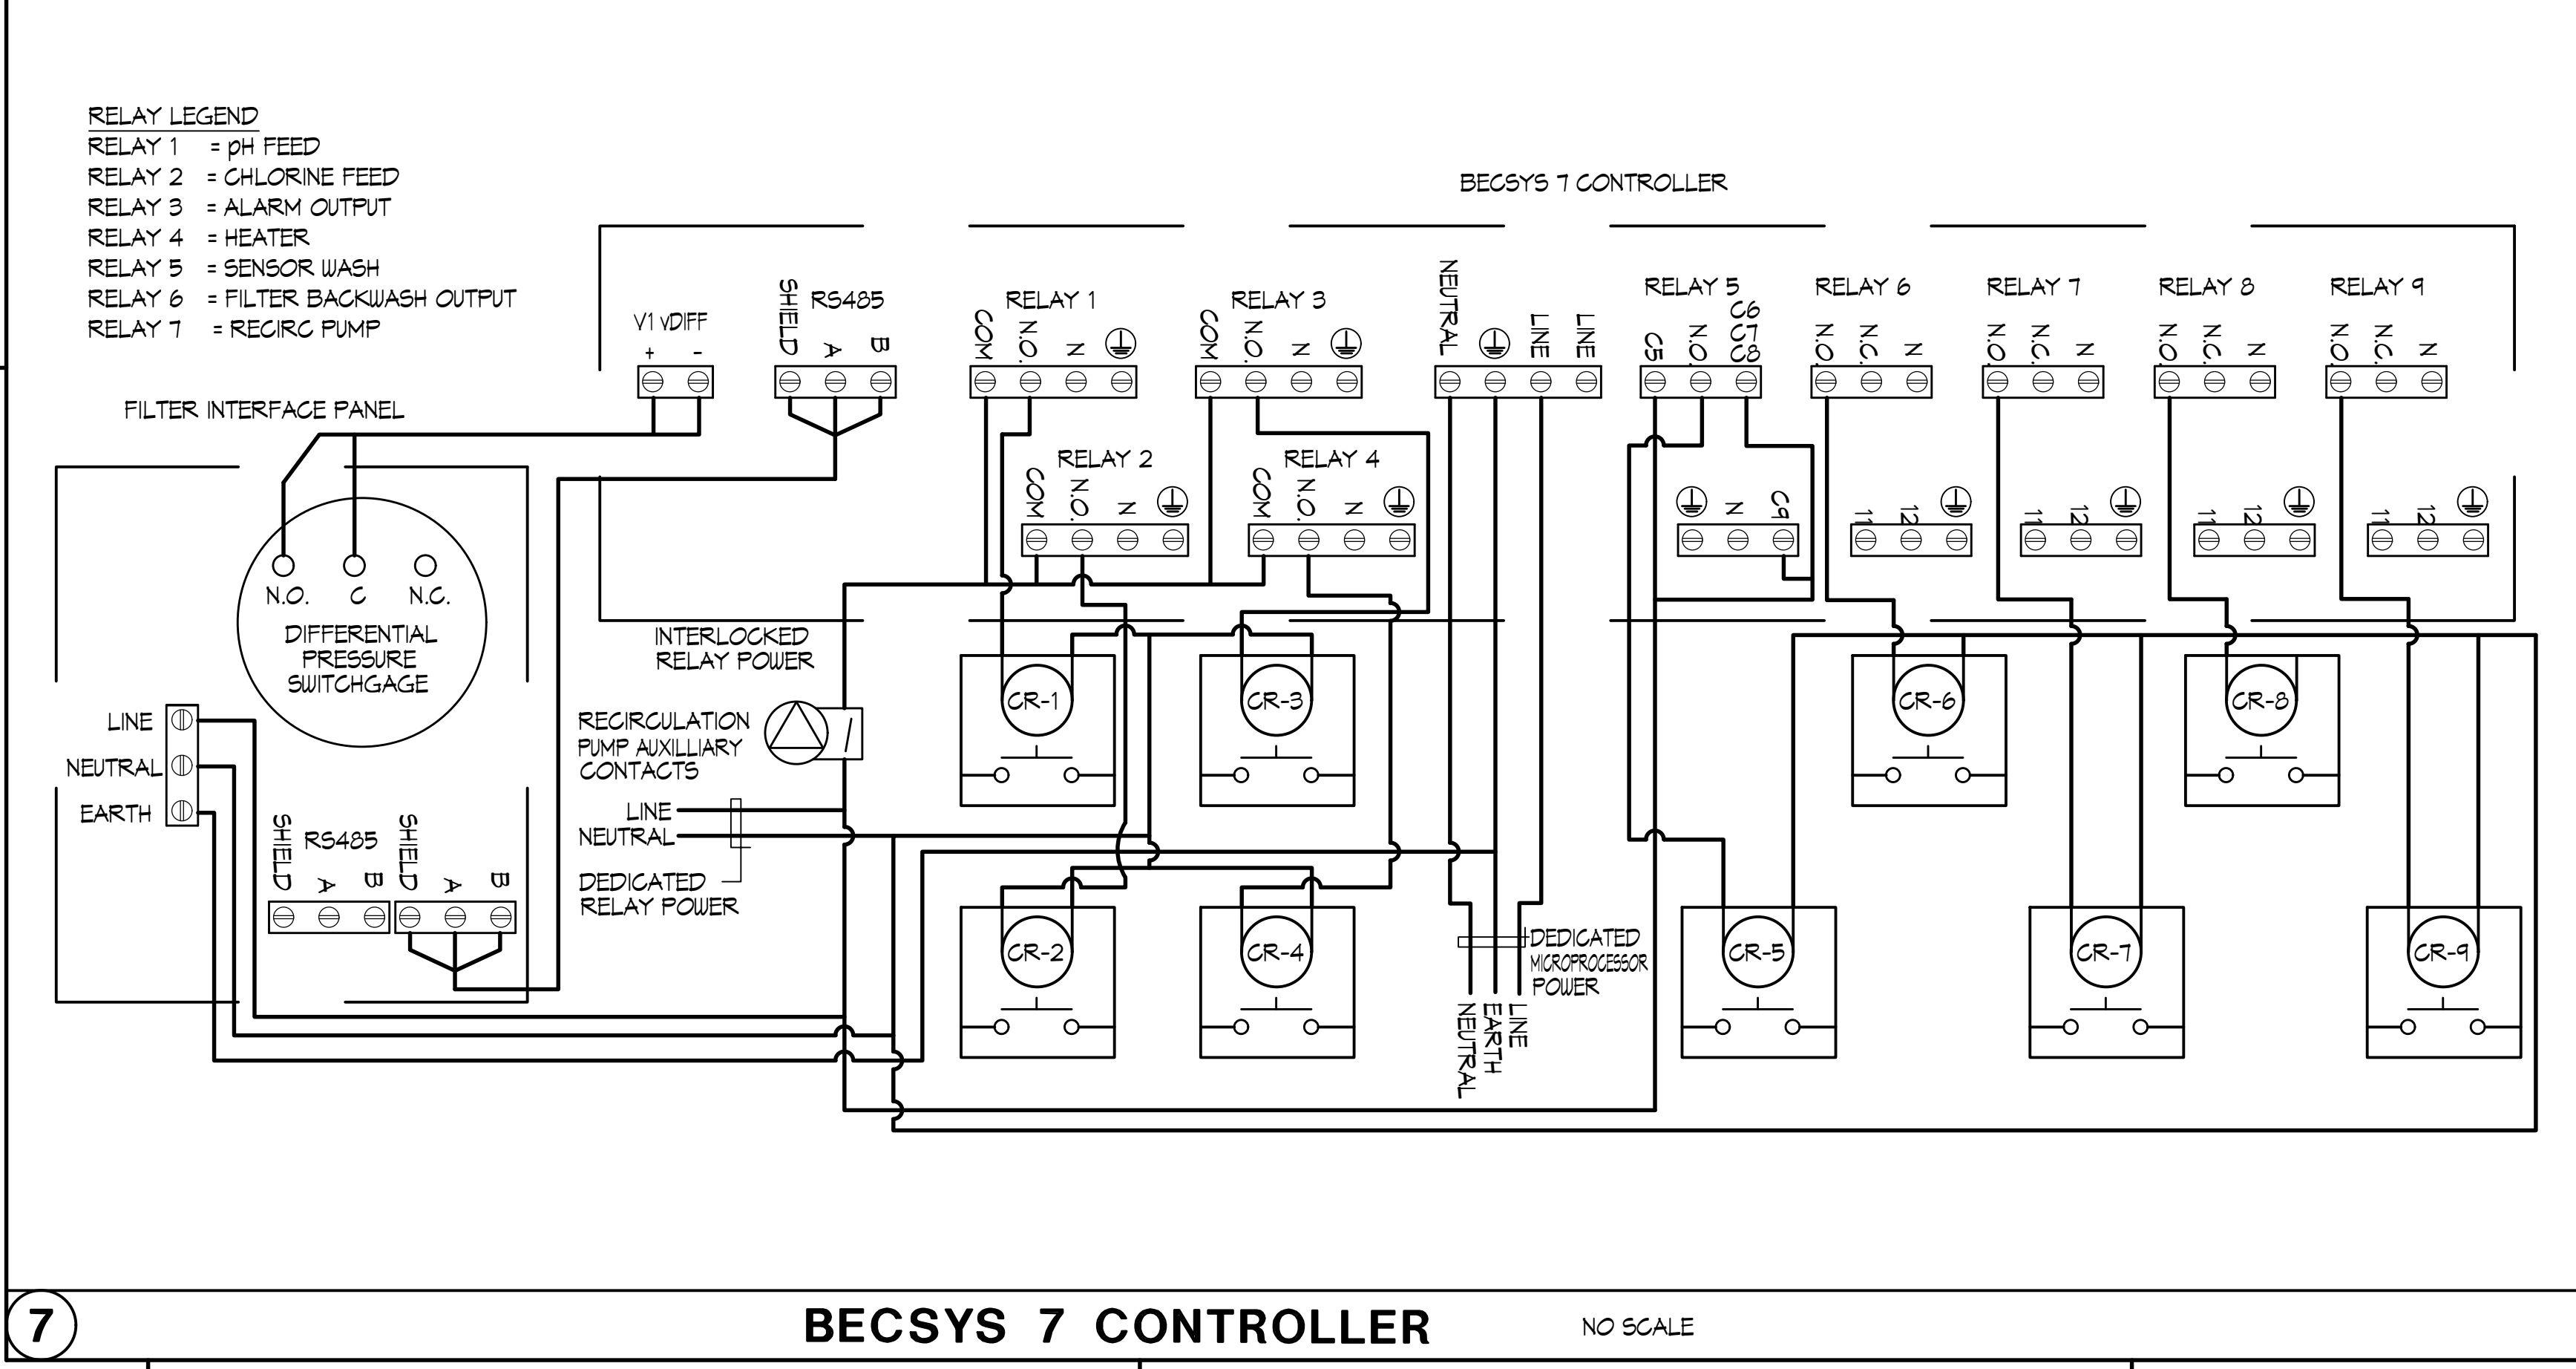 RELAY LEGEND
RELAY 1 = pH FEED
RELAY 2 = CHLORINE FEED
RELAY 3 = ALARM OUTPUT
RELAY 4 = HEATER
RELAY 5 = SENSOR WASH
RELAY 6 = FILTER BACKWASH OUTPUT
RELAY 7 = RECIRC PUMP
BECSYS 7 CONTROLLER
V1 vDIFF
+ -
SHIELD RS485
A B
RELAY 1
COM N.O. N
RELAY 3
COM N.O. N
NEUTRAL LINE LINE
RELAY 5
C5 N.O. C6 C7 C8
RELAY 6
N.O. N.C. N
RELAY 7
N.O. N.C. N
RELAY 8
N.O. N.C. N
RELAY 9
N.O. N.C. N
RELAY 2
COM N.O. N
RELAY 4
COM N.O. N
N C9
11 12
11 12
11 12
11 12
FILTER INTERFACE PANEL
N.O. C N.C.
DIFFERENTIAL
PRESSURE
SWITCHGAGE
LINE
NEUTRAL
EARTH
SHIELD RS485 SHIELD
A B A B
INTERLOCKED
RELAY POWER
RECIRCULATION
PUMP AUXILLIARY
CONTACTS
LINE
NEUTRAL
DEDICATED
RELAY POWER
CR-1
CR-3
CR-6
CR-8
CR-2
CR-4
CR-5
CR-7
CR-9
DEDICATED
MICROPROCESSOR
POWER
NEUTRAL
EARTH
LINE
7
BECSYS 7 CONTROLLER
NO SCALE